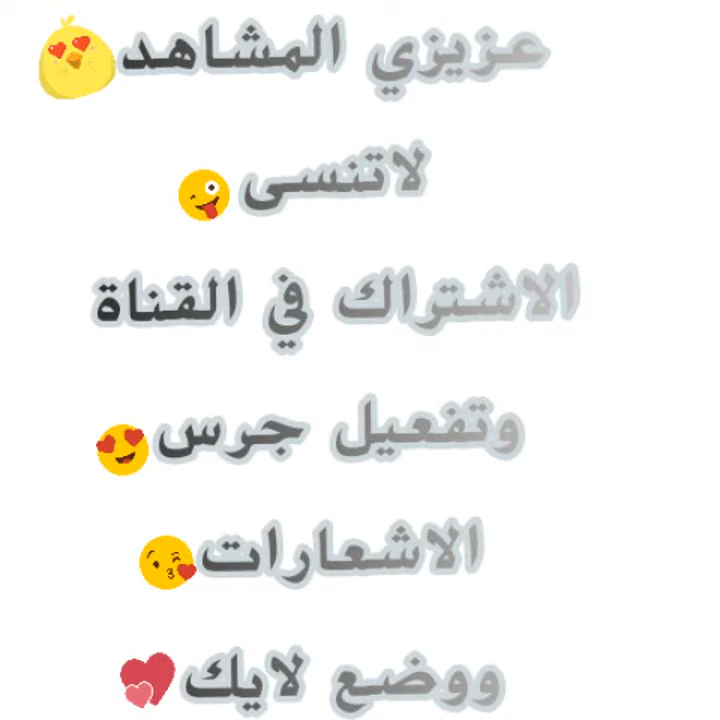 عزيزي المشاهد
لاتنسى
الاشتراك في القناة
وتفعيل جرس
الاشعارات
ووضع لايك